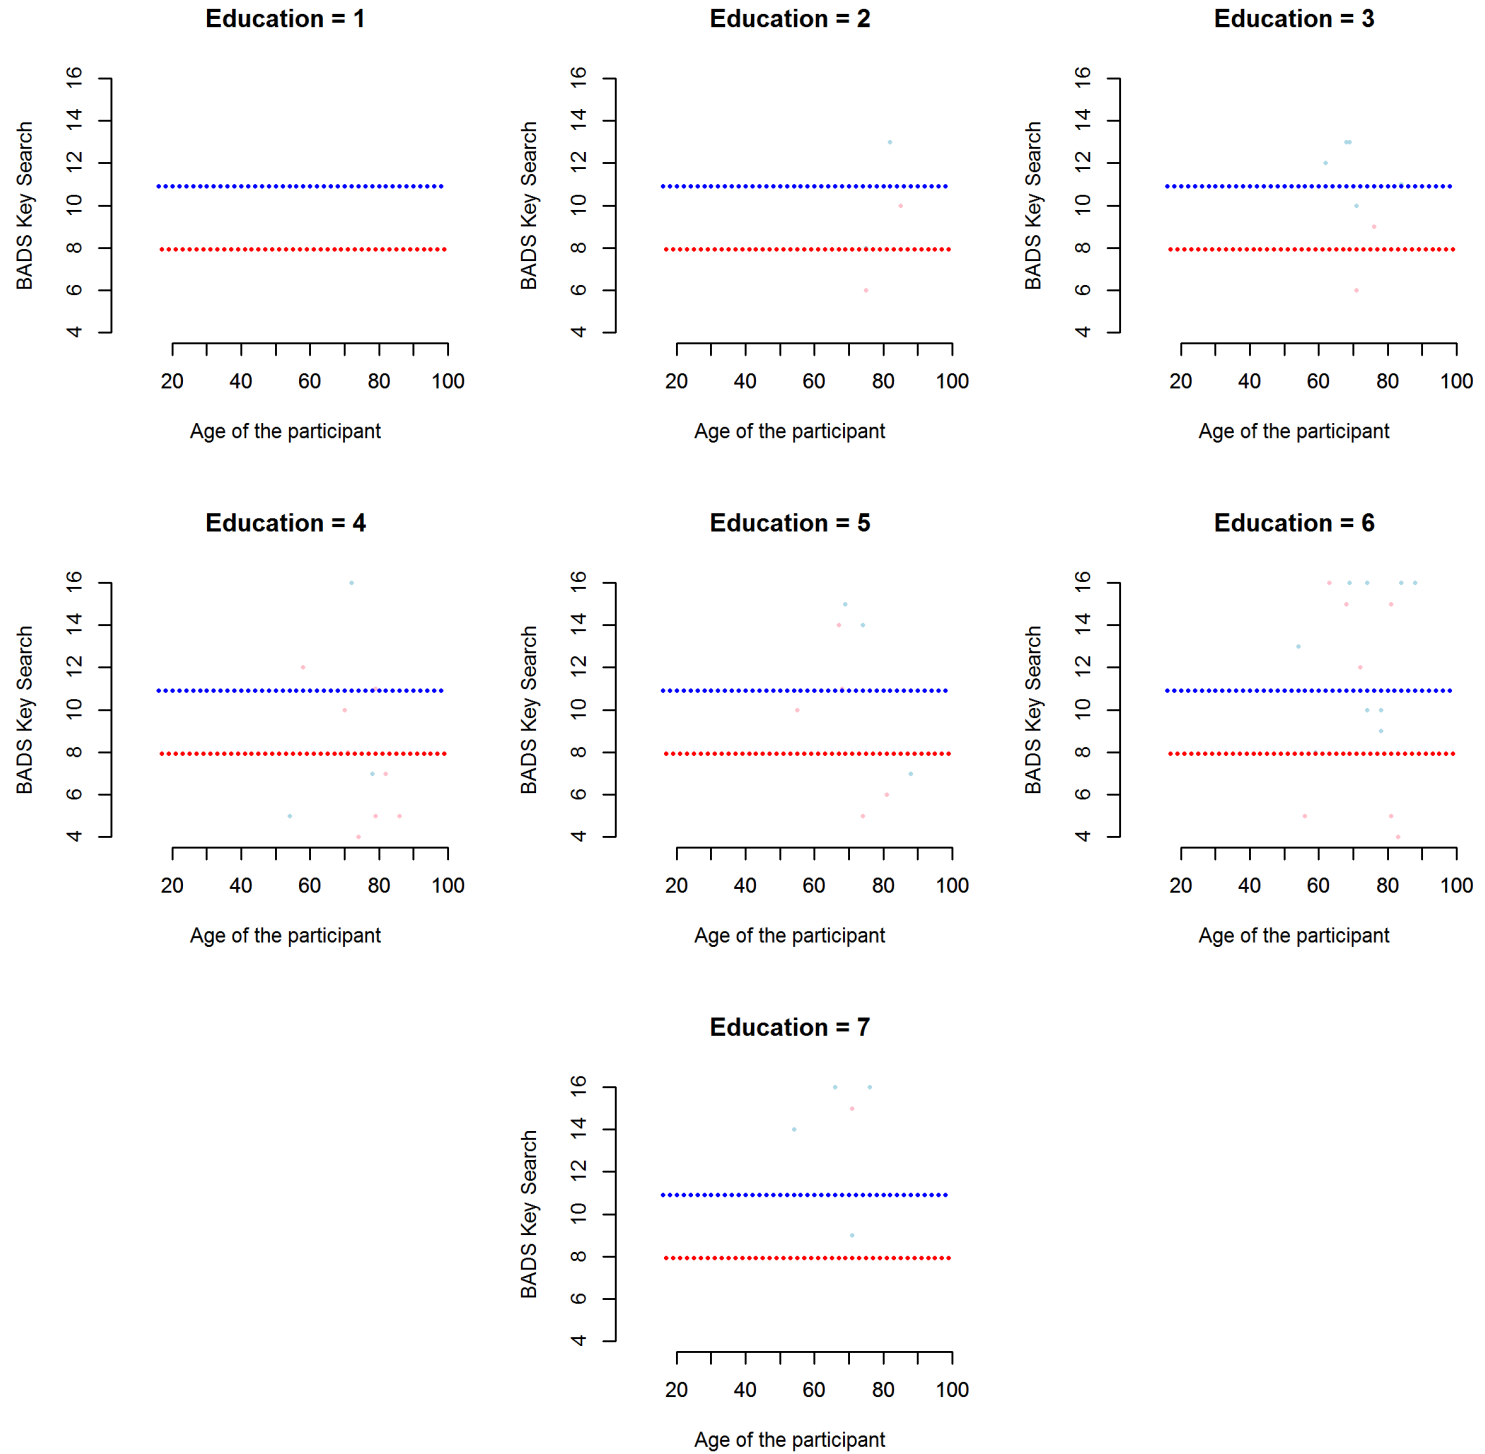 Education = 1
Education = 2
Education = 3
BADS Key Search
16
14
12
10
8
6
4
20 40 60 80 100
Age of the participant
BADS Key Search
16
14
12
10
8
6
4
20 40 60 80 100
Age of the participant
BADS Key Search
16
14
12
10
8
6
4
20 40 60 80 100
Age of the participant
Education = 4
Education = 5
Education = 6
BADS Key Search
16
14
12
10
8
6
4
20 40 60 80 100
Age of the participant
BADS Key Search
16
14
12
10
8
6
4
20 40 60 80 100
Age of the participant
BADS Key Search
16
14
12
10
8
6
4
20 40 60 80 100
Age of the participant
Education = 7
BADS Key Search
16
14
12
10
8
6
4
20 40 60 80 100
Age of the participant